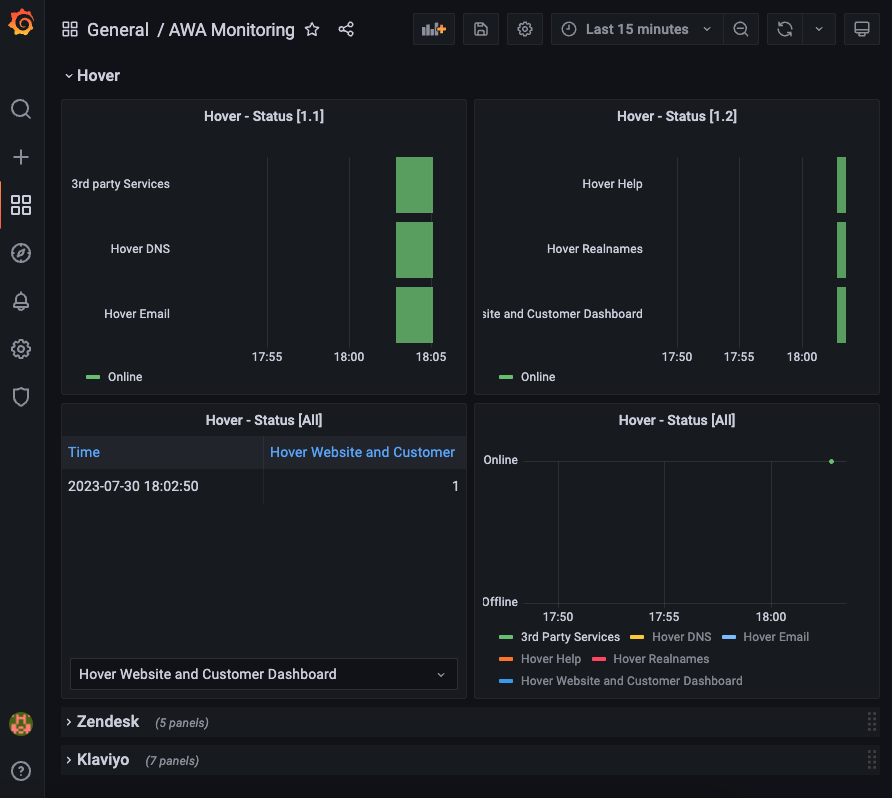 General / AWA Monitoring
Last 15 minutes
Hover
Hover - Status [1.1]
3rd party Services
Hover DNS
Hover Email
17:55 18:00 18:05
Online
Hover - Status [1.2]
Hover Help
Hover Realnames
site and Customer Dashboard
17:50 17:55 18:00
Online
Hover - Status [All]
Time Hover Website and Customer
2023-07-30 18:02:50 1
Hover Website and Customer Dashboard
Hover - Status [All]
Online
Offline
17:50 17:55 18:00
3rd Party Services Hover DNS Hover Email
Hover Help Hover Realnames
Hover Website and Customer Dashboard
Zendesk (5 panels)
Klaviyo (7 panels)